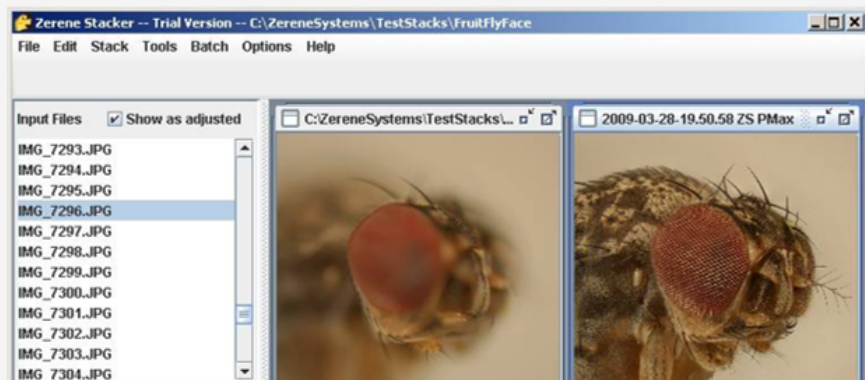 Zerene Stacker -- Trial Version -- C:\ZereneSystems\TestStacks\FruitFlyFace
File Edit Stack Tools Batch Options Help
Input Files Show as adjusted
C:\ZereneSystems\TestStacks\...
2009-03-28-19.50.58 ZS PMax
IMG_7293.JPG
IMG_7294.JPG
IMG_7295.JPG
IMG_7296.JPG
IMG_7297.JPG
IMG_7298.JPG
IMG_7299.JPG
IMG_7300.JPG
IMG_7301.JPG
IMG_7302.JPG
IMG_7303.JPG
IMG_7304.JPG